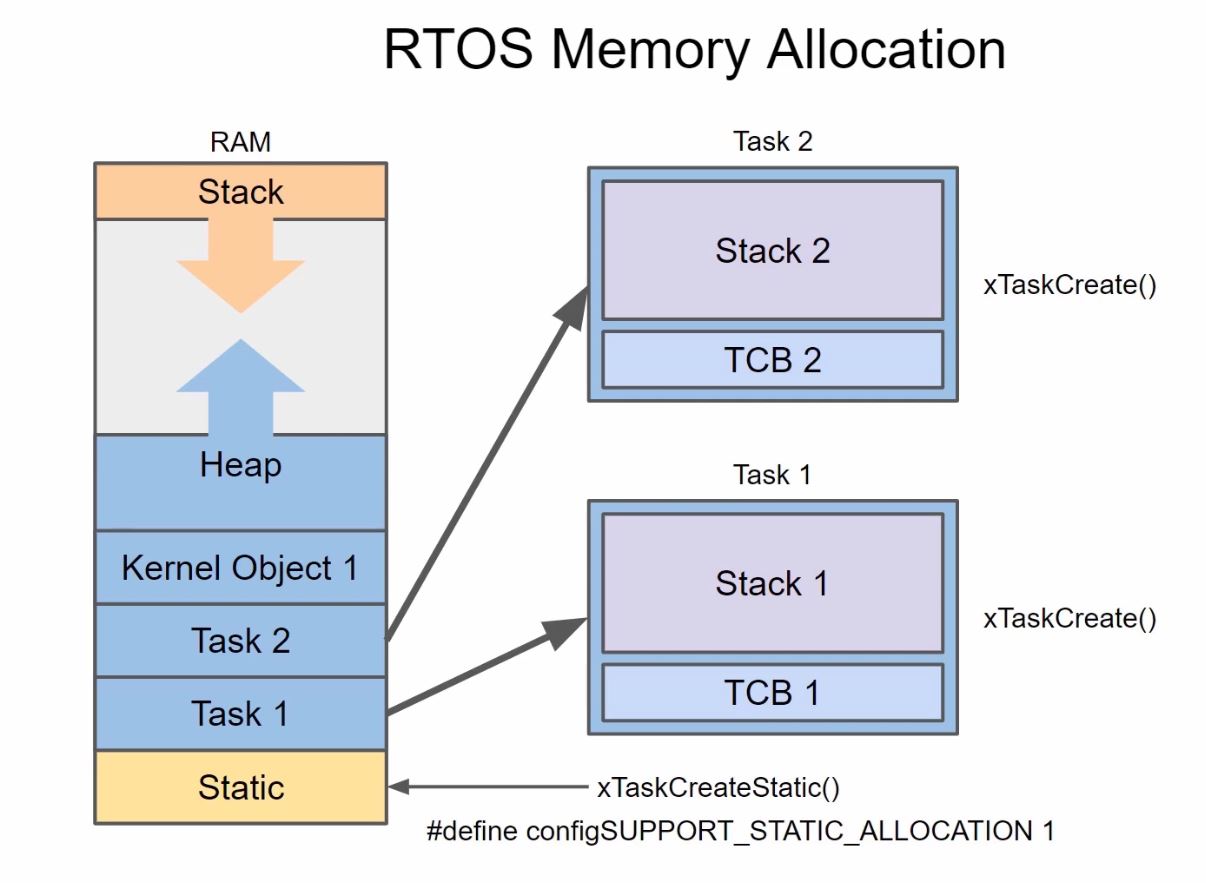 RTOS Memory Allocation
RAM
Stack
Heap
Kernel Object 1
Task 2
Task 1
Static
Task 2
Stack 2
TCB 2
xTaskCreate()
Task 1
Stack 1
TCB 1
xTaskCreate()
xTaskCreateStatic()
#define configSUPPORT_STATIC_ALLOCATION 1